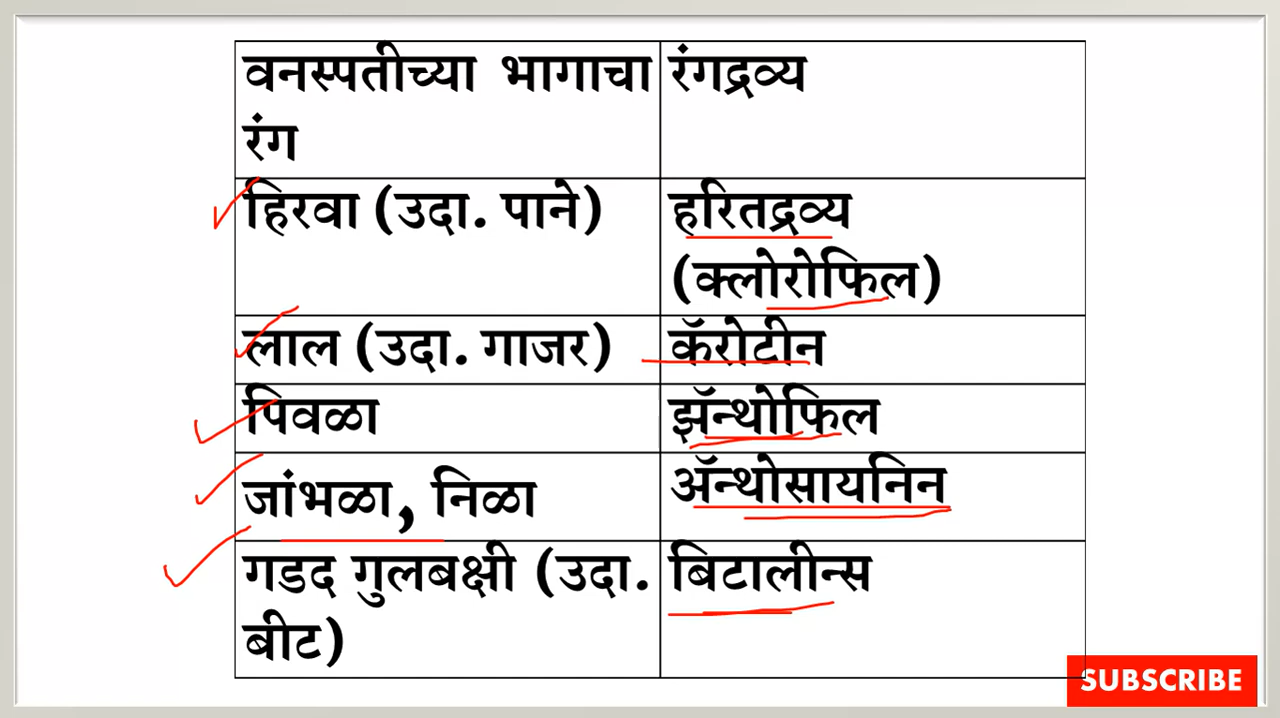 वनस्पतीच्या भागाचा रंगद्रव्य
रंग
हिरवा (उदा. पाने) हरितद्रव्य
(क्लोरोफिल)
लाल (उदा. गाजर) कॅरोटीन
पिवळा झॅन्थोफिल
जांभळा, निळा ॲन्थोसायनिन
गडद गुलबक्षी (उदा. बिटालीन्स
बीट)
SUBSCRIBE